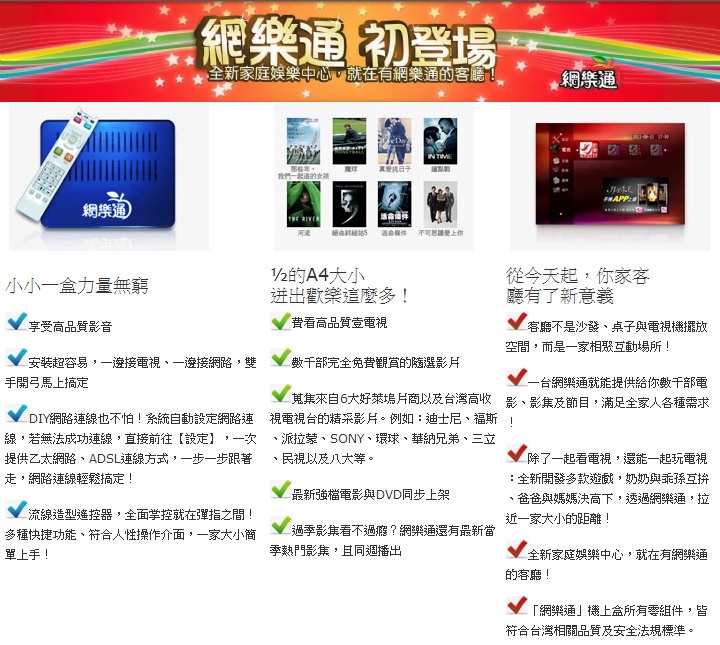 網樂通 初登場
全新家庭娛樂中心,就在有網樂通的客廳!
網樂通
網樂通
那些年,
我們一起追的女孩
魔球
真愛挑日子
鐘點戰
河流
絕命終結站5
活命條件
不可思議愛上你
BRAD PITT
MONEYBALL
One Day
IN TIME
THE RIVER
手機APP上線
小小一盒力量無窮
享受高品質影音
安裝超容易,一邊接電視、一邊接網路,雙
手開弓馬上搞定
DIY網路連線也不怕!系統自動設定網路連
線,若無法成功連線,直接前往【設定】,一次
提供乙太網路、ADSL連線方式,一步一步跟著
走,網路連線輕鬆搞定!
流線造型遙控器,全面掌控就在彈指之間!
多種快捷功能、符合人性操作介面,一家大小簡
單上手!
½的A4大小
迸出歡樂這麼多!
費看高品質壹電視
數千部完全免費觀賞的隨選影片
蒐集來自6大好萊塢片商以及台灣高收
視電視台的精采影片。例如:迪士尼、福斯
、派拉蒙、SONY、環球、華納兄弟、三立
、民視以及八大等。
最新強檔電影與DVD同步上架
過季影集看不過癮?網樂通還有最新當
季熱門影集,且同週播出
從今天起,你家客
廳有了新意義
客廳不是沙發、桌子與電視機擺放
空間,而是一家相聚互動場所!
一台網樂通就能提供給你數千部電
影、影集及節目,滿足全家人各種需求
!
除了一起看電視,還能一起玩電視
:全新開發多款遊戲,奶奶與乖孫互拚
、爸爸與媽媽決高下,透過網樂通,拉
近一家大小的距離!
全新家庭娛樂中心,就在有網樂通
的客廳!
「網樂通」機上盒所有零組件,皆
符合台灣相關品質及安全法規標準。